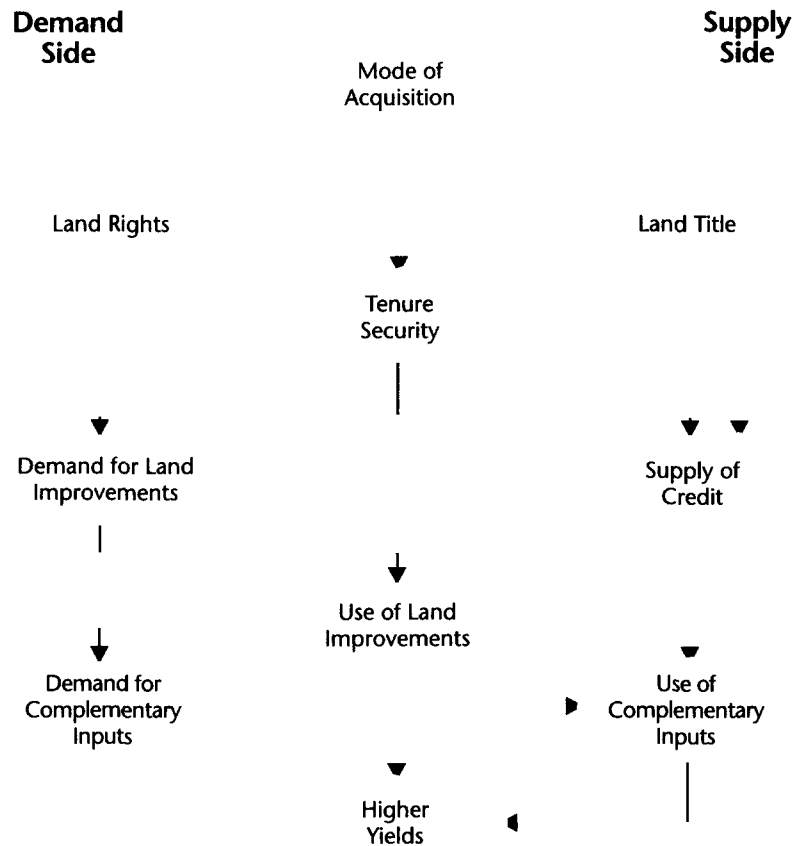 Demand
Side
Supply
Side
Mode of
Acquisition
Land Rights
Land Title
Tenure
Security
Demand for Land
Improvements
Supply of
Credit
Use of Land
Improvements
Demand for
Complementary
Inputs
Use of
Complementary
Inputs
Higher
Yields